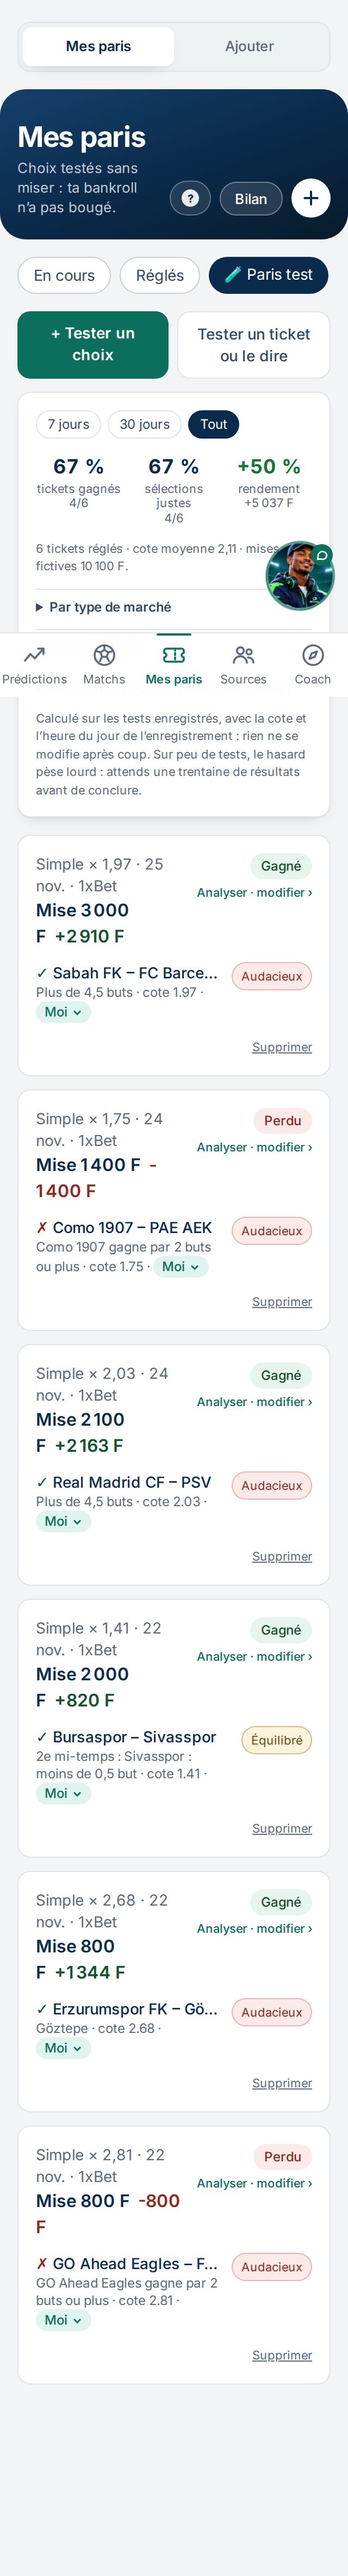 Mes paris
Ajouter
Mes paris
Choix testés sans
miser : ta bankroll
n’a pas bougé.
?
Bilan
+
En cours
Réglés
🧪 Paris test
+ Tester un
choix
Tester un ticket
ou le dire
7 jours
30 jours
Tout
67 %
tickets gagnés
4/6
67 %
sélections
justes
4/6
+50 %
rendement
+5 037 F
6 tickets réglés · cote moyenne 2,11 · mises
fictives 10 100 F.
▶ Par type de marché
Prédictions
Matchs
Mes paris
Sources
Coach
Calculé sur les tests enregistrés, avec la cote et
l’heure du jour de l’enregistrement : rien ne se
modifie après coup. Sur peu de tests, le hasard
pèse lourd : attends une trentaine de résultats
avant de conclure.
Simple × 1,97 · 25
nov. · 1xBet
Mise 3 000
F +2 910 F
Gagné
Analyser · modifier ›
✓ Sabah FK – FC Barce...
Plus de 4,5 buts · cote 1.97 ·
Moi
Audacieux
Supprimer
Simple × 1,75 · 24
nov. · 1xBet
Mise 1 400 F -
1 400 F
Perdu
Analyser · modifier ›
✗ Como 1907 – PAE AEK
Como 1907 gagne par 2 buts
ou plus · cote 1.75 · Moi
Audacieux
Supprimer
Simple × 2,03 · 24
nov. · 1xBet
Mise 2 100
F +2 163 F
Gagné
Analyser · modifier ›
✓ Real Madrid CF – PSV
Plus de 4,5 buts · cote 2.03 ·
Moi
Audacieux
Supprimer
Simple × 1,41 · 22
nov. · 1xBet
Mise 2 000
F +820 F
Gagné
Analyser · modifier ›
✓ Bursaspor – Sivasspor
2e mi-temps : Sivasspor :
moins de 0,5 but · cote 1.41 ·
Moi
Équilibré
Supprimer
Simple × 2,68 · 22
nov. · 1xBet
Mise 800
F +1 344 F
Gagné
Analyser · modifier ›
✓ Erzurumspor FK – Gö...
Göztepe · cote 2.68 ·
Moi
Audacieux
Supprimer
Simple × 2,81 · 22
nov. · 1xBet
Mise 800 F -800
F
Perdu
Analyser · modifier ›
✗ GO Ahead Eagles – F...
GO Ahead Eagles gagne par 2
buts ou plus · cote 2.81 ·
Moi
Audacieux
Supprimer